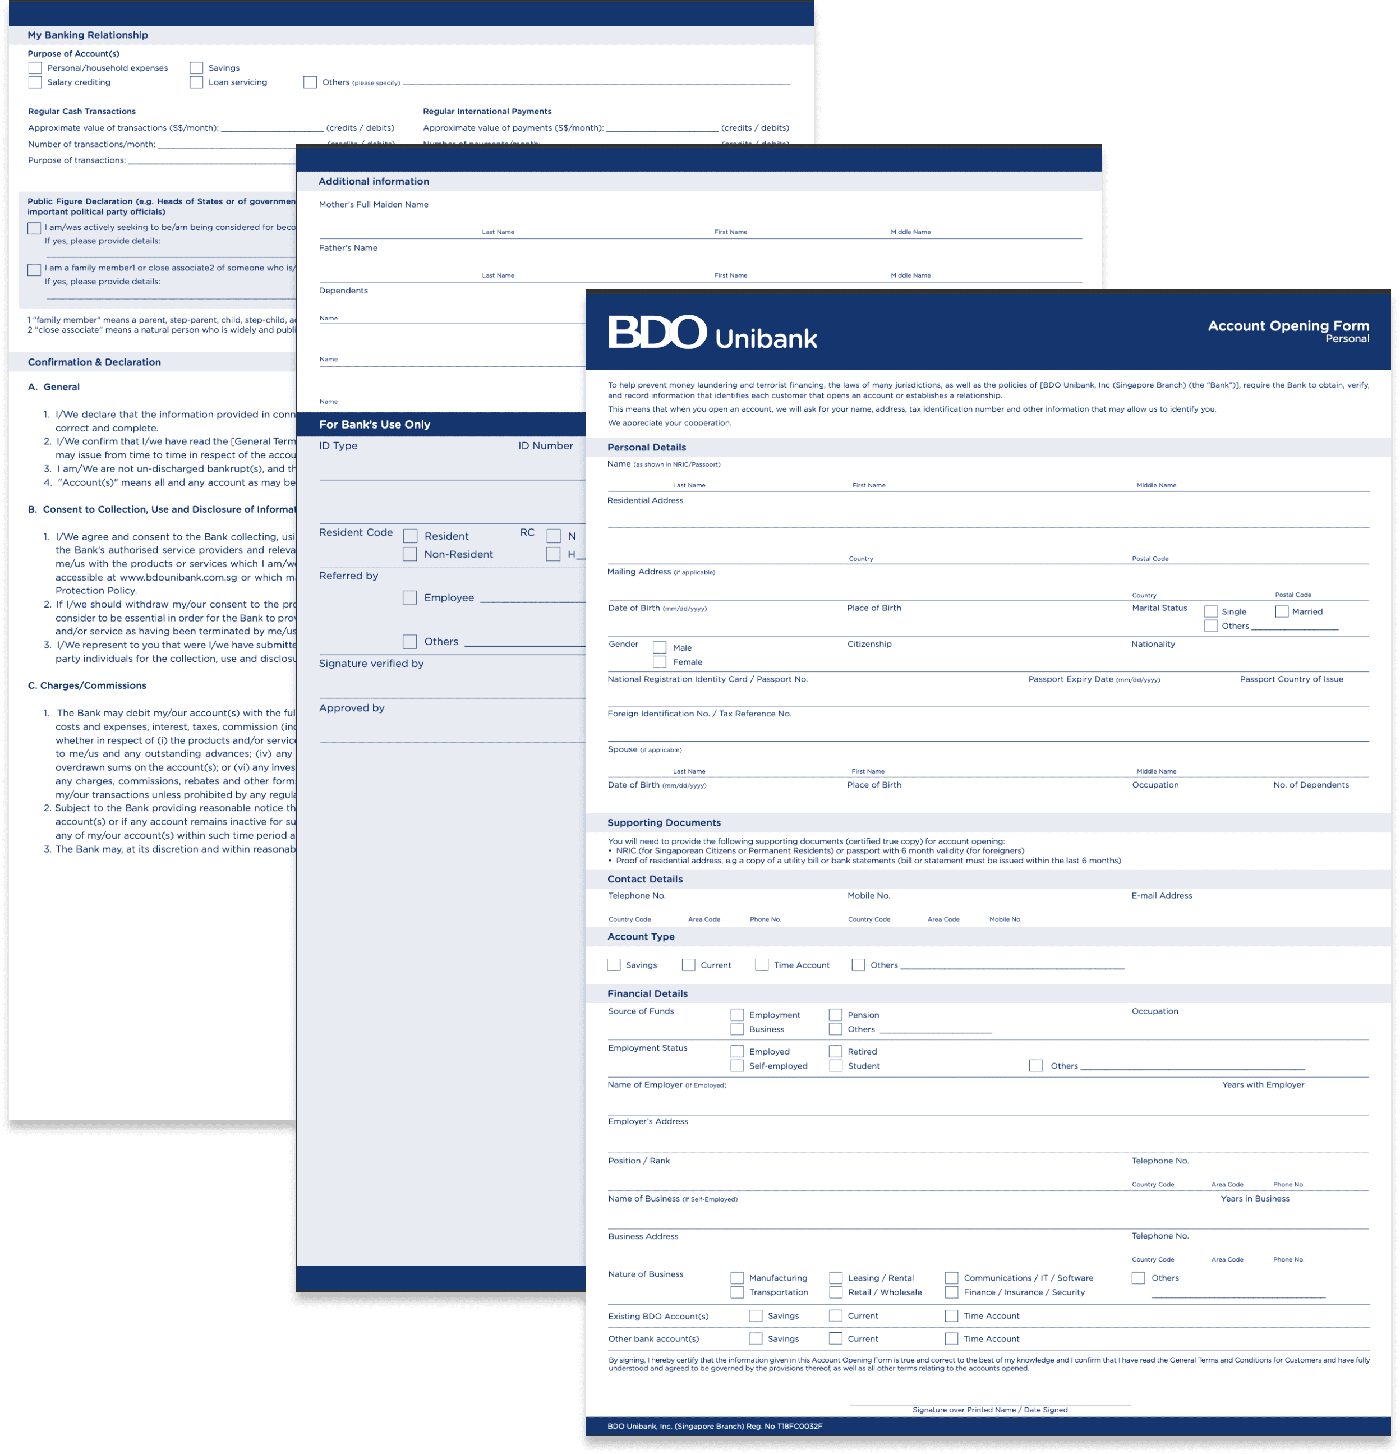 My Banking Relationship
Purpose of Account(s)
Personal/household expenses Savings
Salary crediting Loan servicing Others (please specify)
Regular Cash Transactions Regular International Payments
Approximate value of transactions (S$/month): (credits / debits) Approximate value of payments (S$/month): (credits / debits)
Number of transactions/month: (credits / debits) Number of payments/month: (credits / debits)
Purpose of transactions:
Public Figure Declaration (e.g. Heads of States or of governmen
important political party officials)
I am/was actively seeking to be/am being considered for beco
If yes, please provide details:
I am a family member1 or close associate2 of someone who is/
If yes, please provide details:
1 "family member" means a parent, step-parent, child, step-child, a
2 "close associate" means a natural person who is widely and publi
Confirmation & Declaration
A. General
1. I/We declare that the information provided in conn
correct and complete.
2. I/We confirm that I/we have read the [General Term
may issue from time to time in respect of the accou
3. I am/We are not un-discharged bankrupt(s), and th
4. "Account(s)" means all and any account as may be
B. Consent to Collection, Use and Disclosure of Informat
1. I/We agree and consent to the Bank collecting, usi
the Bank's authorised service providers and releva
me/us with the products or services which I am/we
accessible at www.bdounibank.com.sg or which m
Protection Policy.
2. If I/we should withdraw my/our consent to the pro
consider to be essential in order for the Bank to prov
and/or service as having been terminated by me/us
3. I/We represent to you that were I/we have submitte
party individuals for the collection, use and disclosu
C. Charges/Commissions
1. The Bank may debit my/our account(s) with the ful
costs and expenses, interest, taxes, commission (inc
whether in respect of (i) the products and/or service
to me/us and any outstanding advances; (iv) any
overdrawn sums on the account(s); or (vi) any inves
any charges, commissions, rebates and other form
my/our transactions unless prohibited by any regula
2. Subject to the Bank providing reasonable notice th
account(s) or if any account remains inactive for su
any of my/our account(s) within such time period a
3. The Bank may, at its discretion and within reasonab
Additional information
Mother's Full Maiden Name
Last Name First Name Middle Name
Father's Name
Last Name First Name Middle Name
Dependents
Name
Name
Name
For Bank's Use Only
ID Type ID Number
Resident Code Resident RC N
Non-Resident H
Referred by
Employee
Others
Signature verified by
Approved by
BDO Unibank
Account Opening Form
Personal
To help prevent money laundering and terrorist financing, the laws of many jurisdictions, as well as the policies of [BDO Unibank, Inc (Singapore Branch) (the "Bank")], require the Bank to obtain, verify,
and record information that identifies each customer that opens an account or establishes a relationship.
This means that when you open an account, we will ask for your name, address, tax identification number and other information that may allow us to identify you.
We appreciate your cooperation.
Personal Details
Name (as shown in NRIC/Passport)
Last Name First Name Middle Name
Residential Address
Country Postal Code
Mailing Address (if applicable)
Country Postal Code
Date of Birth (mm/dd/yyyy) Place of Birth Marital Status Single Married
Others
Gender Male Citizenship Nationality
Female
National Registration Identity Card / Passport No. Passport Expiry Date (mm/dd/yyyy) Passport Country of Issue
Foreign Identification No. / Tax Reference No.
Spouse (if applicable)
Last Name First Name Middle Name
Date of Birth (mm/dd/yyyy) Place of Birth Occupation No. of Dependents
Supporting Documents
You will need to provide the following supporting documents (certified true copy) for account opening:
• NRIC (for Singaporean Citizens or Permanent Residents) or passport with 6 month validity (for foreigners)
• Proof of residential address, e.g a copy of a utility bill or bank statements (bill or statement must be issued within the last 6 months)
Contact Details
Telephone No. Mobile No. E-mail Address
Country Code Area Code Phone No. Country Code Area Code Mobile No.
Account Type
Savings Current Time Account Others
Financial Details
Source of Funds Employment Pension Occupation
Business Others
Employment Status Employed Retired
Self-employed Student Others
Name of Employer (if Employed) Years with Employer
Employer's Address
Position / Rank Telephone No.
Country Code Area Code Phone No.
Name of Business (if Self-Employed) Years in Business
Business Address Telephone No.
Country Code Area Code Phone No.
Nature of Business Manufacturing Leasing / Rental Communications / IT / Software Others
Transportation Retail / Wholesale Finance / Insurance / Security
Existing BDO Account(s) Savings Current Time Account
Other bank account(s) Savings Current Time Account
By signing, I hereby certify that the information given in this Account Opening Form is true and correct to the best of my knowledge and I confirm that I have read the General Terms and Conditions for Customers and have fully
understood and agreed to be governed by the provisions thereof, as well as all other terms relating to the accounts opened.
Signature over Printed Name / Date Signed
BDO Unibank, Inc. (Singapore Branch) Reg. No T18FC0032F